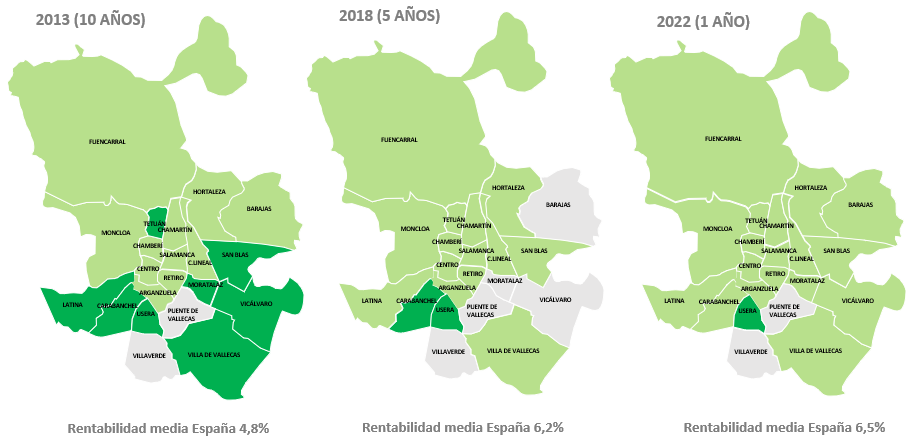 2013 (10 AÑOS)
FUENCARRAL
HORTALEZA
BARAJAS
TETUÁN
CHAMARTÍN
MONCLOA
CHAMBERÍ
SALAMANCA
SAN BLAS
C.LINEAL
CENTRO
RETIRO
MORATALAZ
ARGANZUELA
LATINA
CARABANCHEL
VICÁLVARO
USERA
PUENTE DE
VALLECAS
VILLAVERDE
VILLA DE VALLECAS
Rentabilidad media España 4,8%
2018 (5 AÑOS)
FUENCARRAL
HORTALEZA
BARAJAS
TETUÁN
CHAMARTÍN
MONCLOA
CHAMBERÍ
SALAMANCA
SAN BLAS
C.LINEAL
CENTRO
RETIRO
MORATALAZ
ARGANZUELA
LATINA
CARABANCHEL
VICÁLVARO
USERA
PUENTE DE
VALLECAS
VILLAVERDE
VILLA DE VALLECAS
Rentabilidad media España 6,2%
2022 (1 AÑO)
FUENCARRAL
HORTALEZA
BARAJAS
TETUÁN
CHAMARTÍN
MONCLOA
CHAMBERÍ
SALAMANCA
SAN BLAS
C.LINEAL
CENTRO
RETIRO
MORATALAZ
ARGANZUELA
LATINA
CARABANCHEL
VICÁLVARO
USERA
PUENTE DE
VALLECAS
VILLAVERDE
VILLA DE VALLECAS
Rentabilidad media España 6,5%